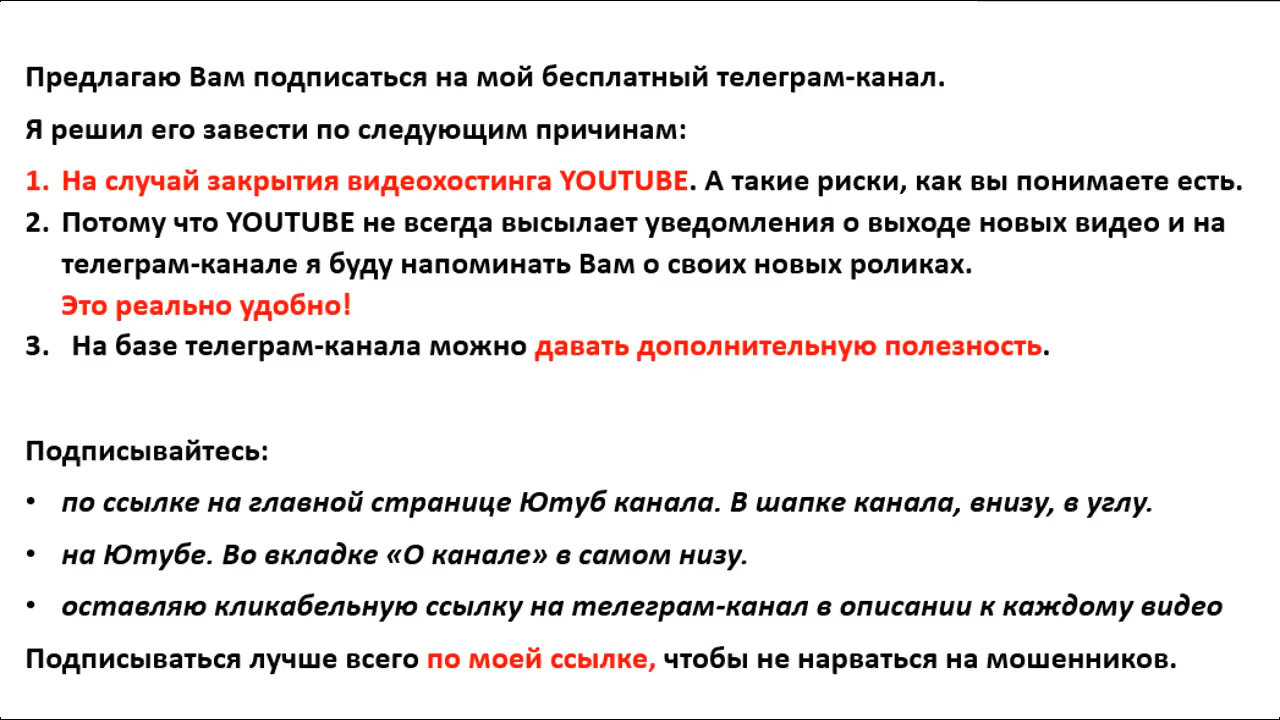 Предлагаю Вам подписаться на мой бесплатный телеграм-канал.
Я решил его завести по следующим причинам:
1. На случай закрытия видеохостинга YOUTUBE. А такие риски, как вы понимаете есть.
2. Потому что YOUTUBE не всегда высылает уведомления о выходе новых видео и на
телеграм-канале я буду напоминать Вам о своих новых роликах.
Это реально удобно!
3. На базе телеграм-канала можно давать дополнительную полезность.
Подписывайтесь:
• по ссылке на главной странице Ютуб канала. В шапке канала, внизу, в углу.
• на Ютубе. Во вкладке «О канале» в самом низу.
• оставляю кликабельную ссылку на телеграм-канал в описании к каждому видео
Подписываться лучше всего по моей ссылке, чтобы не нарваться на мошенников.